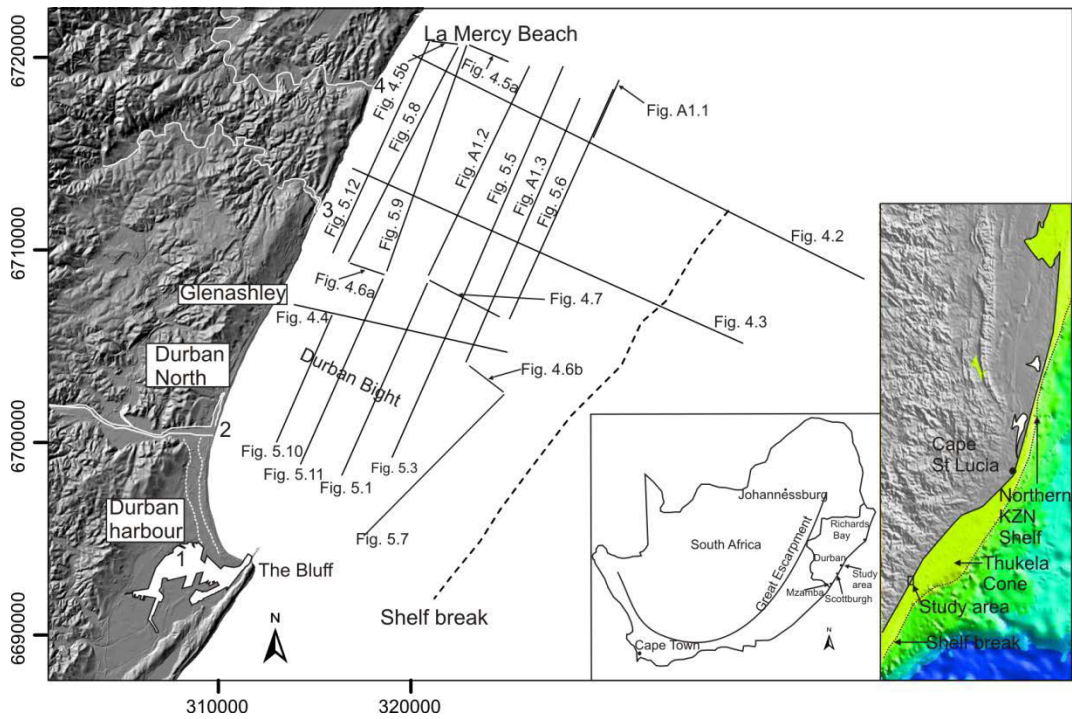 6720000
6710000
6700000
6690000
310000
320000
La Mercy Beach
Fig. 4.5b
Fig. 4.5a
4
Fig. 5.8
Fig. A1.1
Fig. A1.2
Fig. 5.5
Fig. A1.3
Fig. 5.6
3
Fig. 5.12
Fig. 5.9
Fig. 4.2
Fig. 4.6a
Fig. 4.7
Glenashley
Fig. 4.4
Fig. 4.3
Durban
North
Durban Bight
Fig. 4.6b
2
Fig. 5.10
Fig. 5.11
Fig. 5.1
Fig. 5.3
Durban
harbour
1
Fig. 5.7
The Bluff
N
Shelf break
Johannessburg
South Africa
Great Escarpment
Richards
Bay
Durban
Study
area
Mzamba
Scottburgh
N
Cape Town
Cape
St Lucia
Northern
KZN
Shelf
Thukela
Cone
Study area
Shelf break